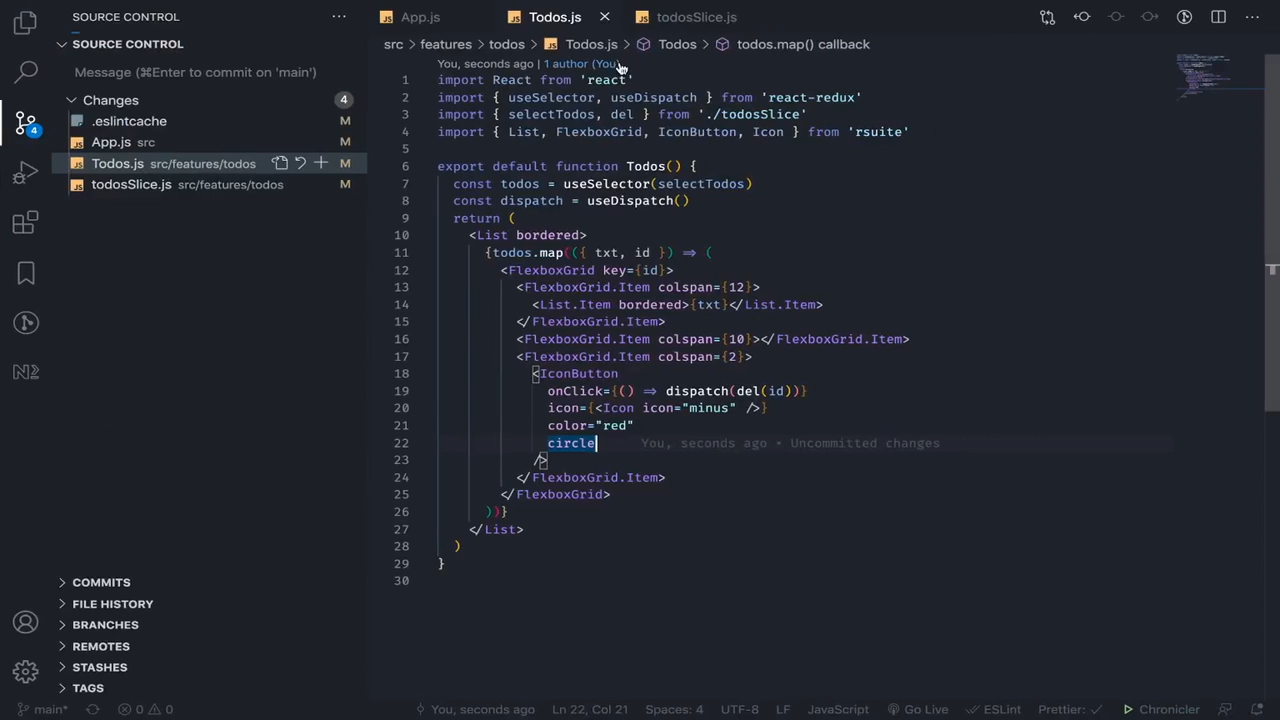 SOURCE CONTROL
SOURCE CONTROL
Message (⌘Enter to commit on 'main')
Changes 4
.eslintcache M
App.js src M
Todos.js src/features/todos M
todosSlice.js src/features/todos M
4
COMMITS
FILE HISTORY
BRANCHES
REMOTES
STASHES
TAGS
App.js Todos.js todosSlice.js
src > features > todos > Todos.js > Todos > todos.map() callback
You, seconds ago | 1 author (You)
1 import React from 'react'
2 import { useSelector, useDispatch } from 'react-redux'
3 import { selectTodos, del } from './todosSlice'
4 import { List, FlexboxGrid, IconButton, Icon } from 'rsuite'
5
6 export default function Todos() {
7 const todos = useSelector(selectTodos)
8 const dispatch = useDispatch()
9 return (
10 <List bordered>
11 {todos.map(({ txt, id }) => (
12 <FlexboxGrid key={id}>
13 <FlexboxGrid.Item colspan={12}>
14 <List.Item bordered>{txt}</List.Item>
15 </FlexboxGrid.Item>
16 <FlexboxGrid.Item colspan={10}></FlexboxGrid.Item>
17 <FlexboxGrid.Item colspan={2}>
18 <IconButton
19 onClick={() => dispatch(del(id))}
20 icon={<Icon icon="minus" />}
21 color="red"
22 circle You, seconds ago • Uncommitted changes
23 />
24 </FlexboxGrid.Item>
25 </FlexboxGrid>
26 ))}
27 </List>
28 )
29 }
30
main* 0 0 You, seconds ago Ln 22, Col 21 Spaces: 4 UTF-8 LF JavaScript Go Live ESLint Prettier: ✓ Chronicler